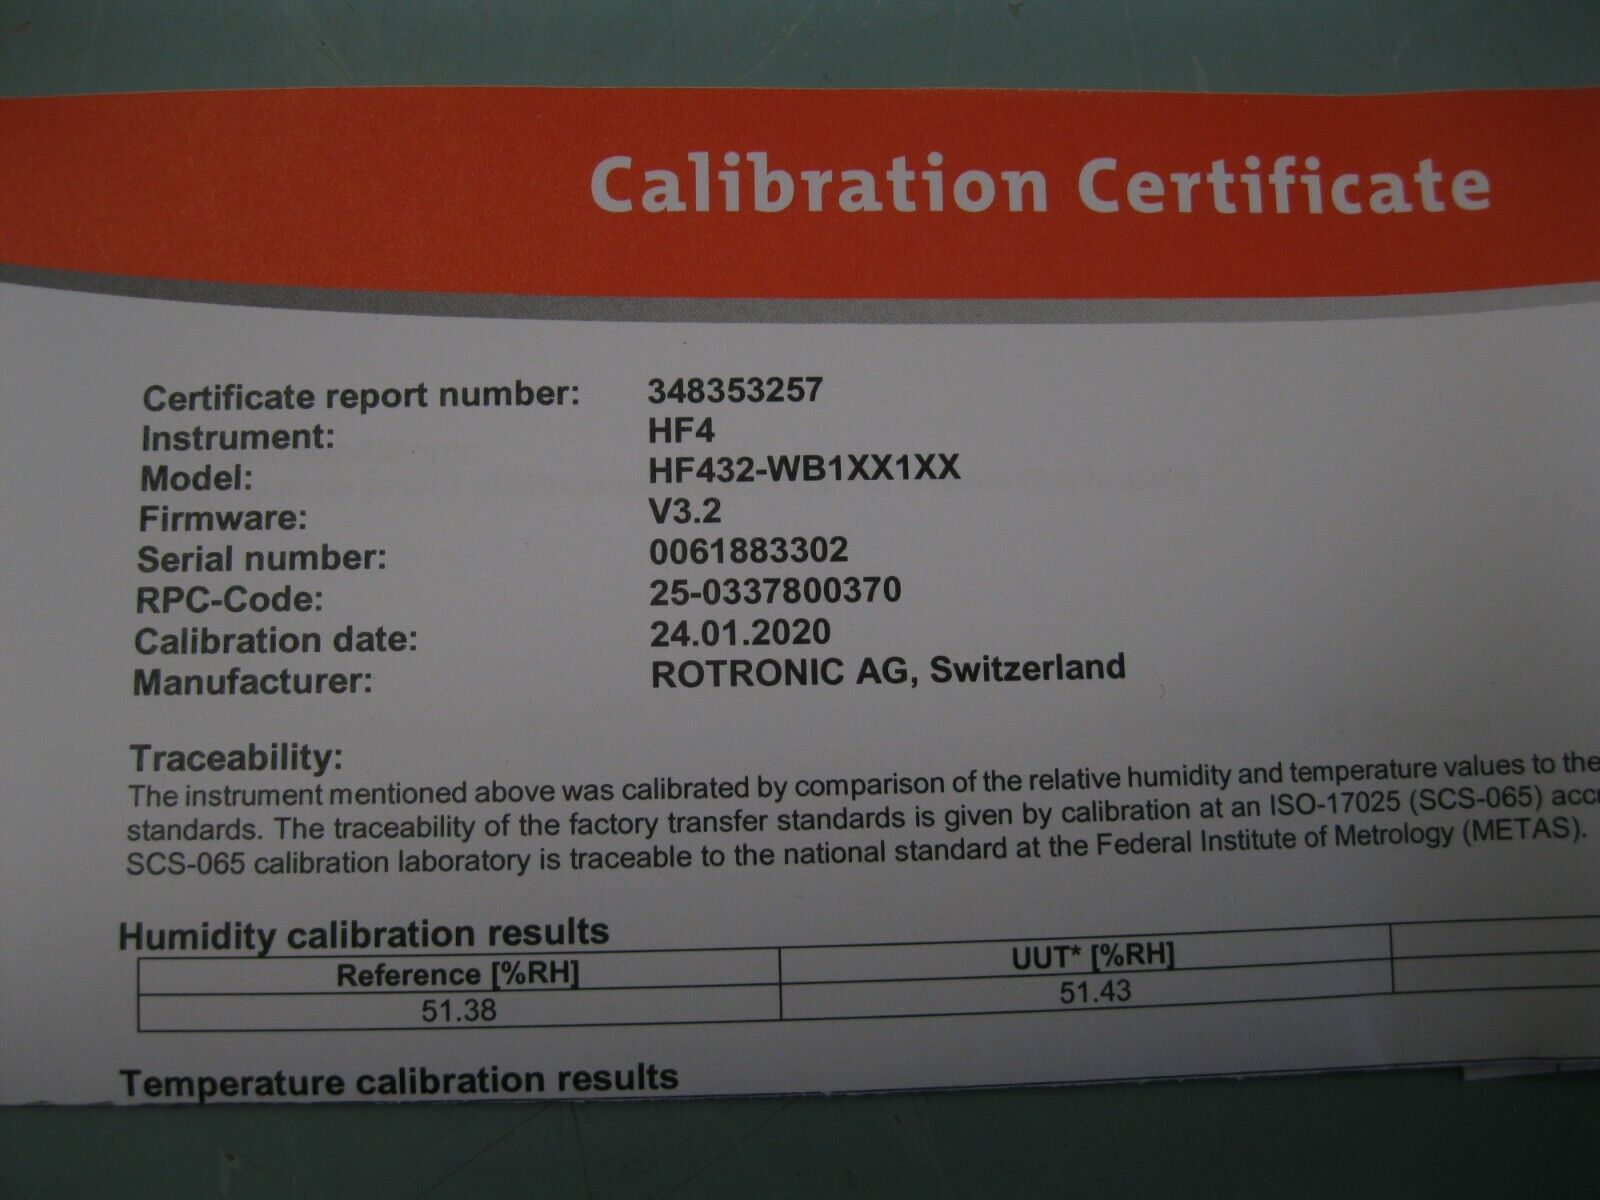 Calibration Certificate
Certificate report number: 348353257
Instrument: HF4
Model: HF432-WB1XX1XX
Firmware: V3.2
Serial number: 0061883302
RPC-Code: 25-0337800370
Calibration date: 24.01.2020
Manufacturer: ROTRONIC AG, Switzerland
Traceability:
The instrument mentioned above was calibrated by comparison of the relative humidity and temperature values to the
standards. The traceability of the factory transfer standards is given by calibration at an ISO-17025 (SCS-065)
SCS-065 calibration laboratory is traceable to the national standard at the Federal Institute of Metrology (METAS).
Humidity calibration results
Reference [%RH] UUT* [%RH]
51.38 51.43
Temperature calibration results